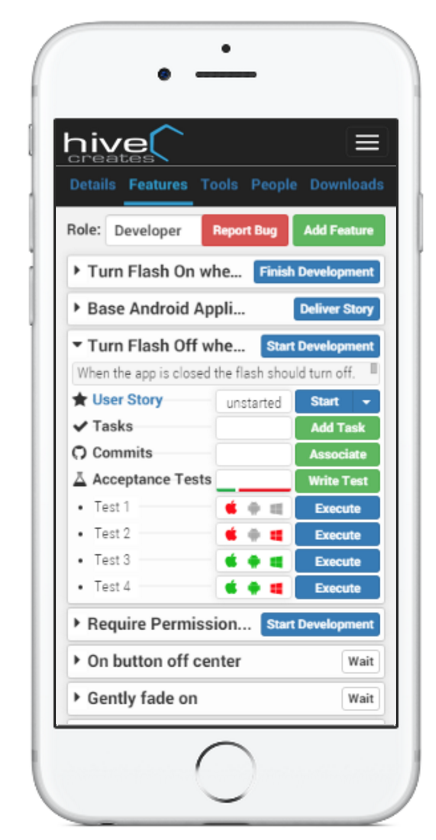 hive
creates
Details Features Tools People Downloads
Role: Developer Report Bug Add Feature
Turn Flash On whe... Finish Development
Base Android Appli... Deliver Story
Turn Flash Off whe... Start Development
When the app is closed the flash should turn off.
User Story unstarted Start
Tasks Add Task
Commits Associate
Acceptance Tests Write Test
Test 1 Execute
Test 2 Execute
Test 3 Execute
Test 4 Execute
Require Permission... Start Development
On button off center Wait
Gently fade on Wait